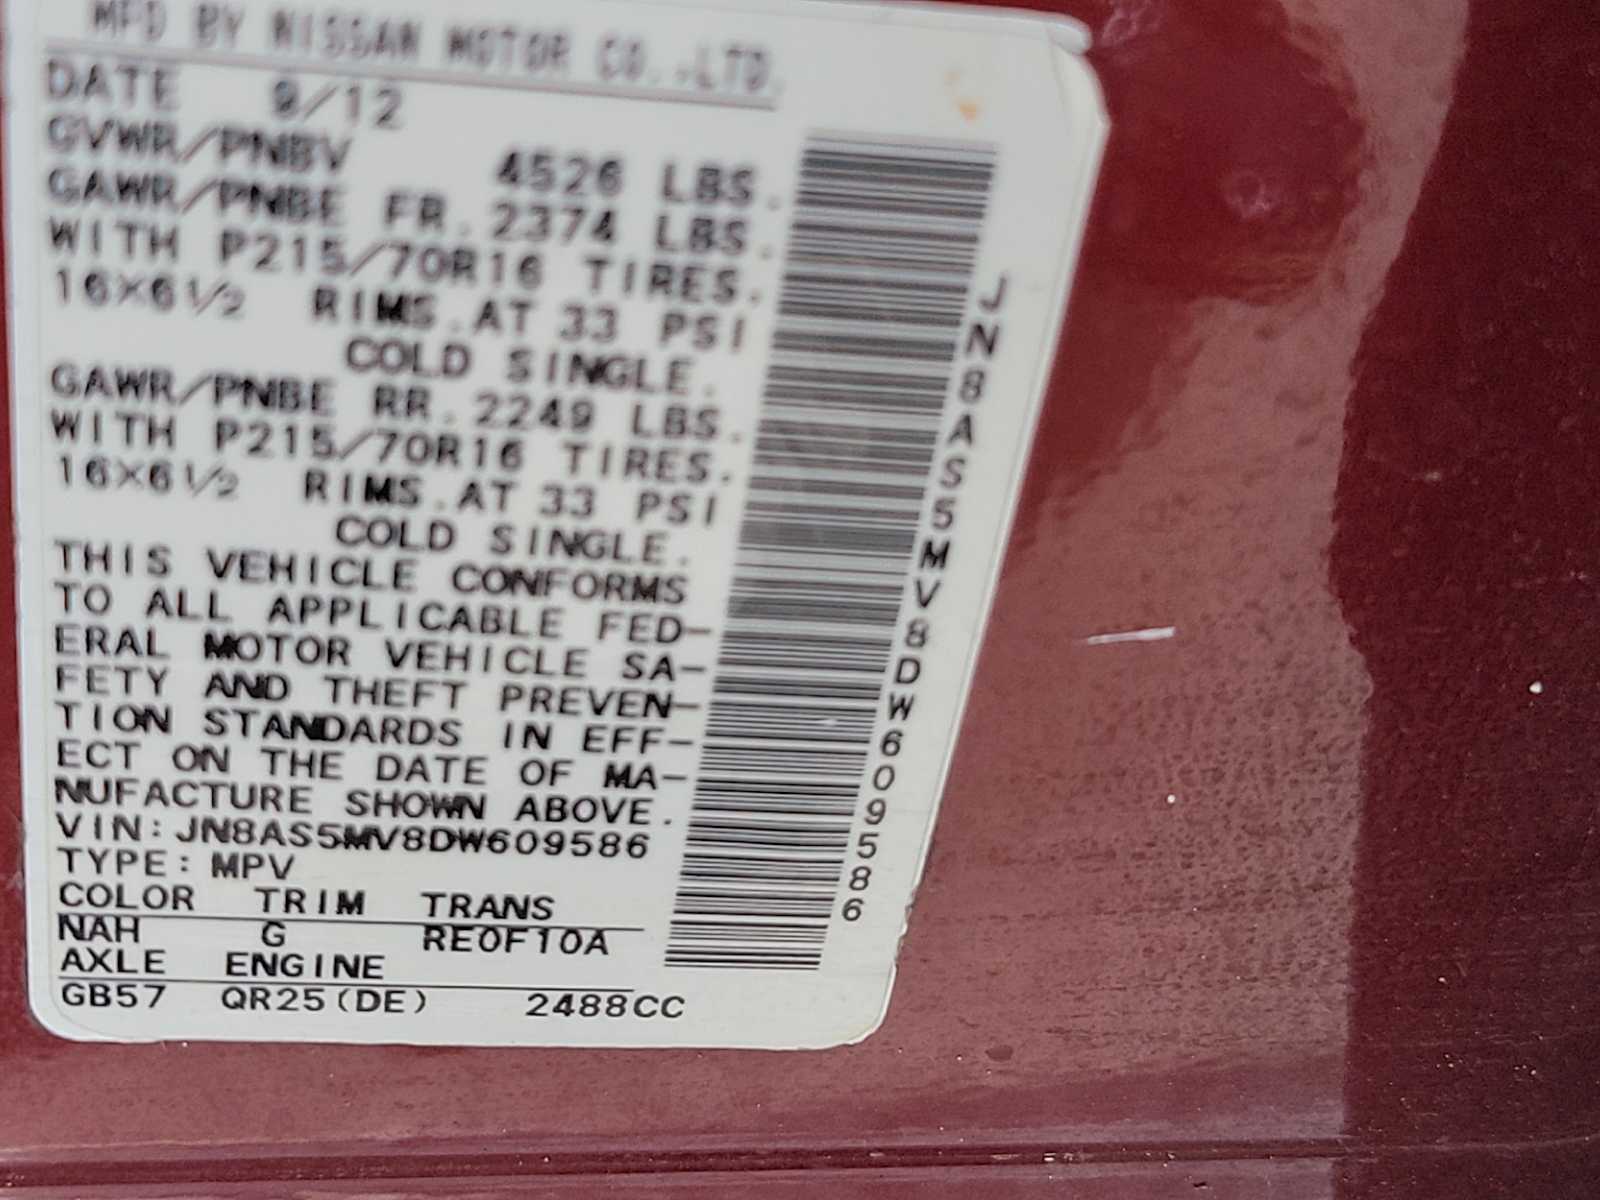 MFD BY NISSAN MOTOR CO.,LTD.
DATE 9/12
GVWR/PNBV 4526 LBS.
GAWR/PNBE FR.2374 LBS.
WITH P215/70R16 TIRES.
16X6 1/2 RIMS.AT 33 PSI
COLD SINGLE.
GAWR/PNBE RR.2249 LBS.
WITH P215/70R16 TIRES.
16X6 1/2 RIMS.AT 33 PSI
COLD SINGLE.
THIS VEHICLE CONFORMS
TO ALL APPLICABLE FED-
ERAL MOTOR VEHICLE SA-
FETY AND THEFT PREVEN-
TION STANDARDS IN EFF-
ECT ON THE DATE OF MA-
NUFACTURE SHOWN ABOVE.
VIN: JN8AS5MV8DW609586
TYPE: MPV
COLOR TRIM TRANS
NAH G RE0F10A
AXLE ENGINE
GB57 QR25(DE) 2488CC
JN8AS5MV8DW609586